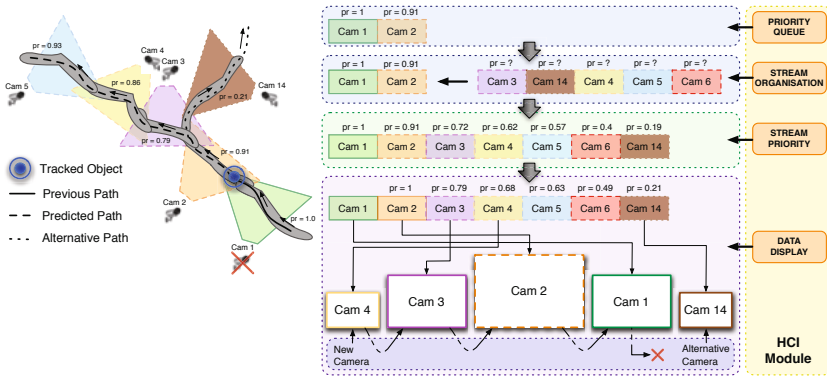 pr = 0.93
Cam 4
Cam 3
pr = 0.86
Cam 5
pr = 0.21
Cam 14
pr = 0.79
pr = 0.91
Cam 2
pr = 1.0
Cam 1
Tracked Object
Previous Path
Predicted Path
Alternative Path
pr = 1 pr = 0.91
Cam 1 Cam 2
PRIORITY
QUEUE
pr = 1 pr = 0.91 pr = ? pr = ? pr = ? pr = ? pr = ?
Cam 1 Cam 2 Cam 3 Cam 14 Cam 4 Cam 5 Cam 6
STREAM
ORGANISATION
pr = 1 pr = 0.91 pr = 0.72 pr = 0.62 pr = 0.57 pr = 0.4 pr = 0.19
Cam 1 Cam 2 Cam 3 Cam 4 Cam 5 Cam 6 Cam 14
STREAM
PRIORITY
pr = 1 pr = 0.79 pr = 0.68 pr = 0.63 pr = 0.49 pr = 0.21
Cam 1 Cam 2 Cam 3 Cam 4 Cam 5 Cam 6 Cam 14
DATA
DISPLAY
Cam 4 Cam 3 Cam 2 Cam 1 Cam 14
New
Camera
Alternative
Camera
HCI
Module